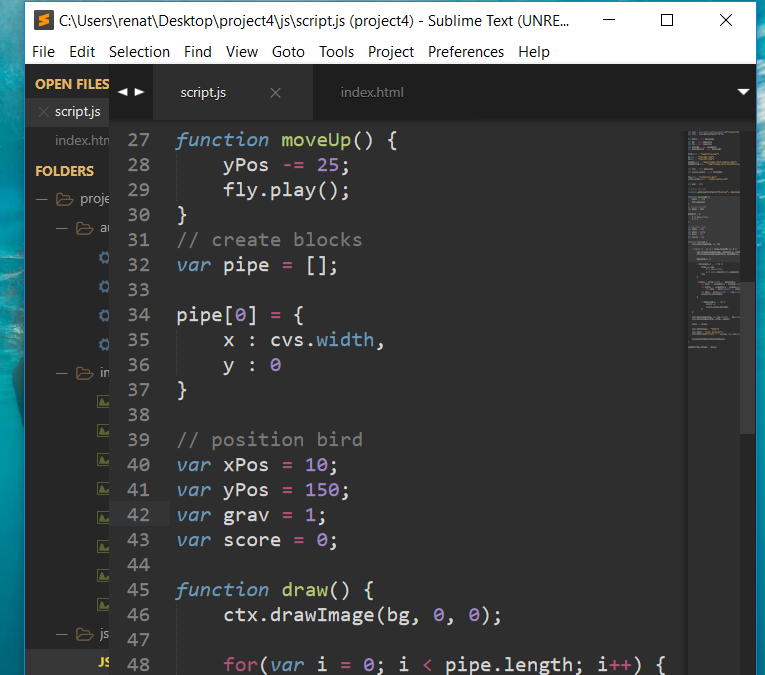 C:\Users\renat\Desktop\project4\js\script.js (project4) - Sublime Text (UNRE...
File Edit Selection Find View Goto Tools Project Preferences Help
OPEN FILES
script.js
index.htm
FOLDERS
proje
au
im
js
JS
script.js index.html
27 function moveUp() {
28 yPos -= 25;
29 fly.play();
30 }
31 // create blocks
32 var pipe = [];
33
34 pipe[0] = {
35 x : cvs.width,
36 y : 0
37 }
38
39 // position bird
40 var xPos = 10;
41 var yPos = 150;
42 var grav = 1;
43 var score = 0;
44
45 function draw() {
46 ctx.drawImage(bg, 0, 0);
47
48 for(var i = 0; i < pipe.length; i++) {